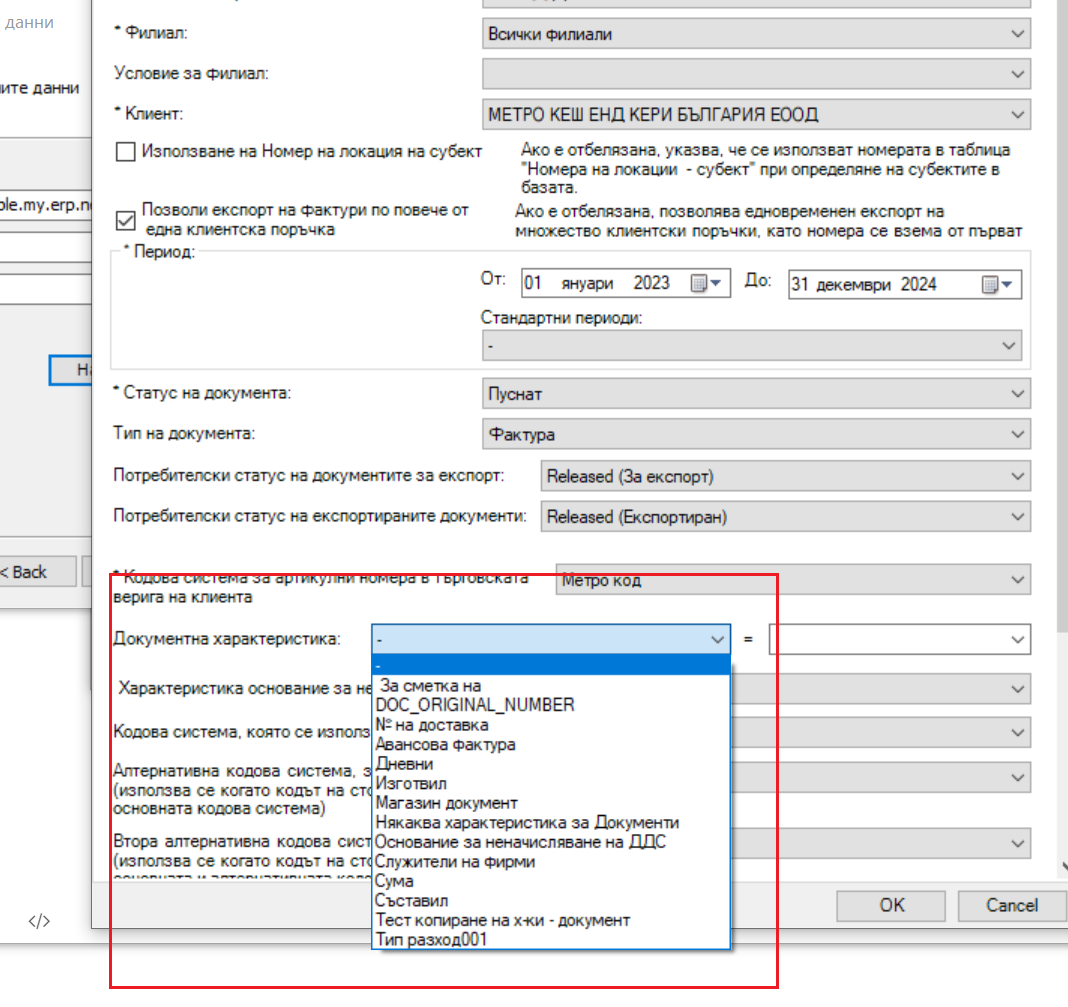 данни
* Филиал:
Всички филиали
Условие за филиал:
ите данни
* Клиент:
МЕТРО КЕШ ЕНД КЕРИ БЪЛГАРИЯ ЕООД
Използване на Номер на локация на субект
Ако е отбелязана, указва, че се използват номерата в таблица
"Номера на локации - субект" при определяне на субектите в
базата.
ple.my.erp.n
Позволи експорт на Фактури по повече от
една клиентска поръчка
Ако е отбелязана, позволява едновременен експорт на
множество клиентски поръчки, като номера се взема от първат
* Период:
От:
01 януари 2023
До:
31 декември 2024
Стандартни периоди:
-
На
* Статус на документа:
Пуснат
Тип на документа:
Фактура
Потребителски статус на документите за експорт:
Released (За експорт)
Потребителски статус на експортираните документи:
Released (Експортиран)
< Back
* Кодова система за артикулни номера в търговската
верига на клиента
Метро код
Документна характеристика:
-
=
-
Характеристика основание за не
За сметка на
DOC_ORIGINAL_NUMBER
Кодова система, която се използ
№ на доставка
Авансова фактура
Алтернативна кодова система, з
(използва се когато кодът на сто
основната кодова система)
Дневни
Изготвил
Магазин документ
Някаква характеристика за Документи
Втора алтернативна кодова сист
(използва се когато кодът на сто
основната и алтернативната кодо
Основание за неначисляване на ДДС
Служители на фирми
Сума
Съставил
Тест копиране на х-ки - документ
Тип разход001
OK
Cancel
</>